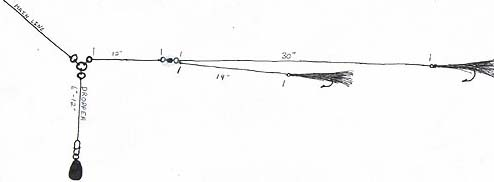 MAIN LINE
12"
30"
14"
DROPPER
6"-12"